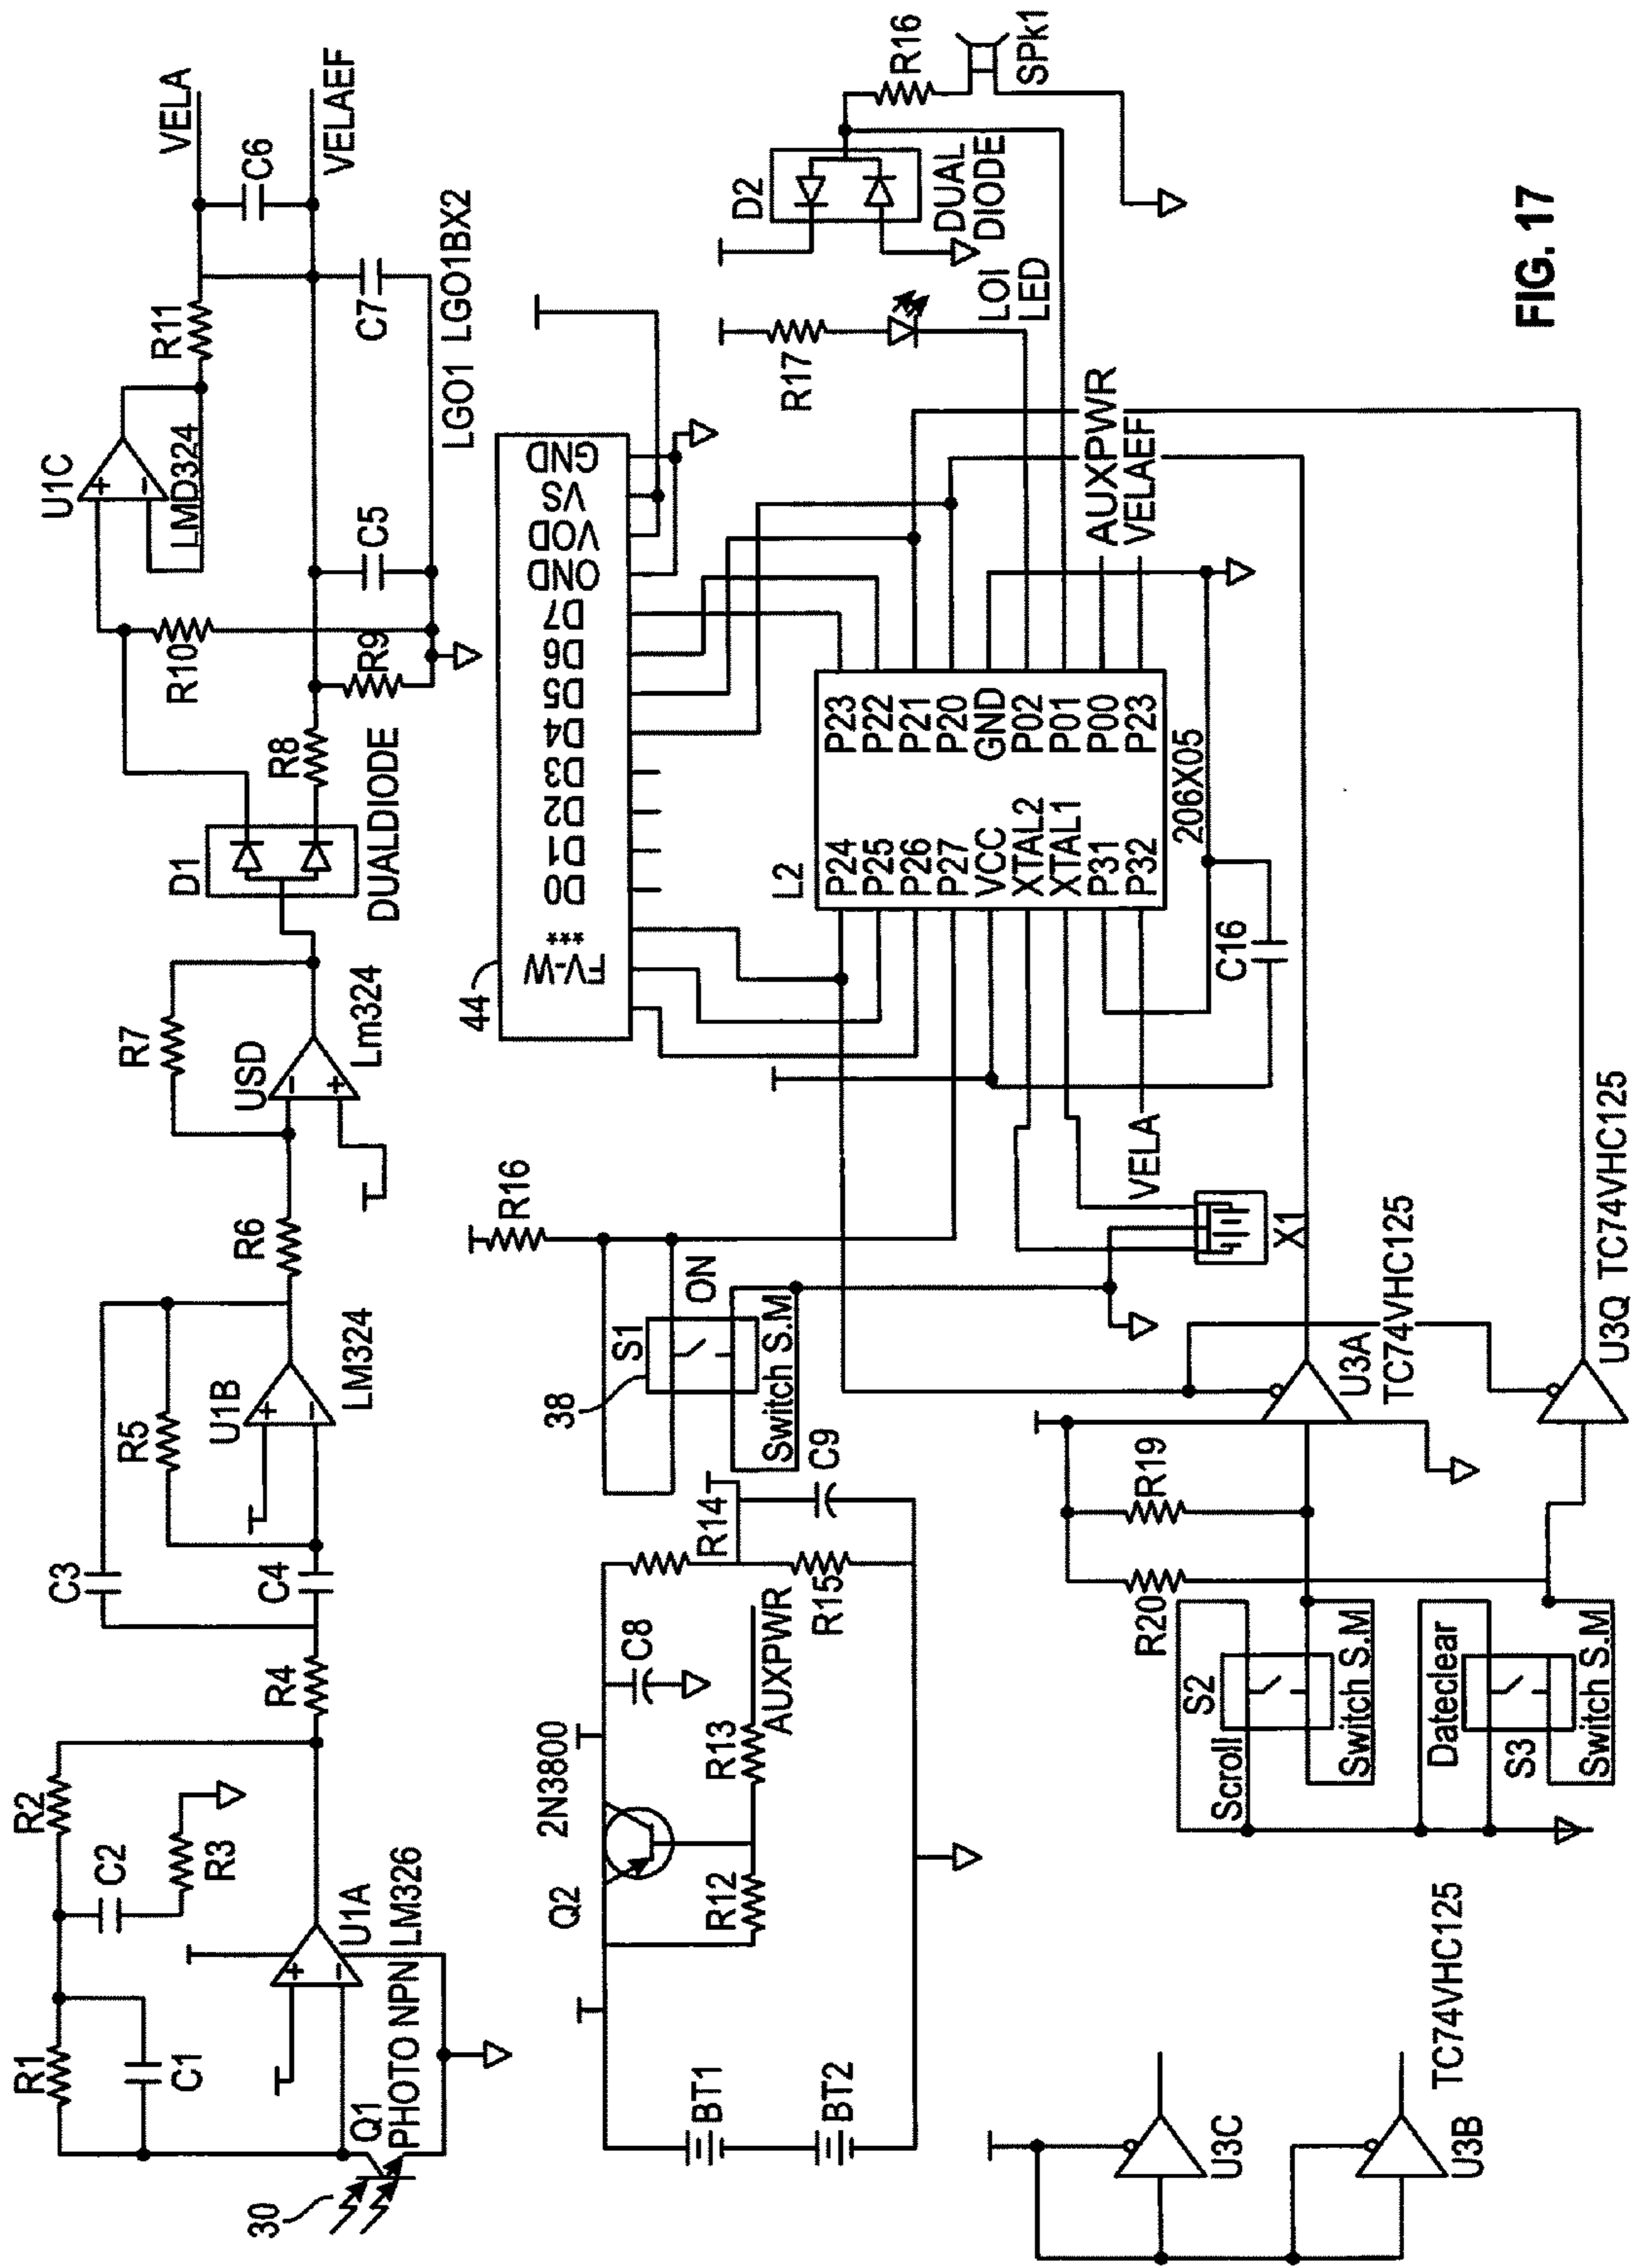 R1
C1
R2
C2
R3
30
Q1
PHOTO NPN
U1A
LM326
R4
C3
C4
R5
U1B
LM324
R6
R7
USD
Lm324
D1
DUALDIODE
R8
R10
R9
C5
U1C
LMD324
R11
C7
C6
VELA
VELAEF
LGO1 LGO1BX2
BT1
BT2
Q2
2N3800
R12
R13
AUXPWR
C8
R14
R15
C9
38
S1
ON
Switch S.M
R16
44
FV-W
***
D0
D1
D2
D3
D4
D5
D6
D7
OND
VOD
VS
GND
L2
P24
P25
P26
P27
VCC
XTAL2
XTAL1
P31
P32
P23
P22
P21
P20
GND
P02
P01
P00
P23
206X05
C16
VELA
X1
AUXPWR
VELAEF
R17
LOI
LED
D2
DUAL
DIODE
R16
SPk1
U3C
U3B
TC74VHC125
Scroll
S2
Switch S.M
R20
R19
Dateclear
S3
Switch S.M
U3A
TC74VHC125
U3Q TC74VHC125
FIG. 17